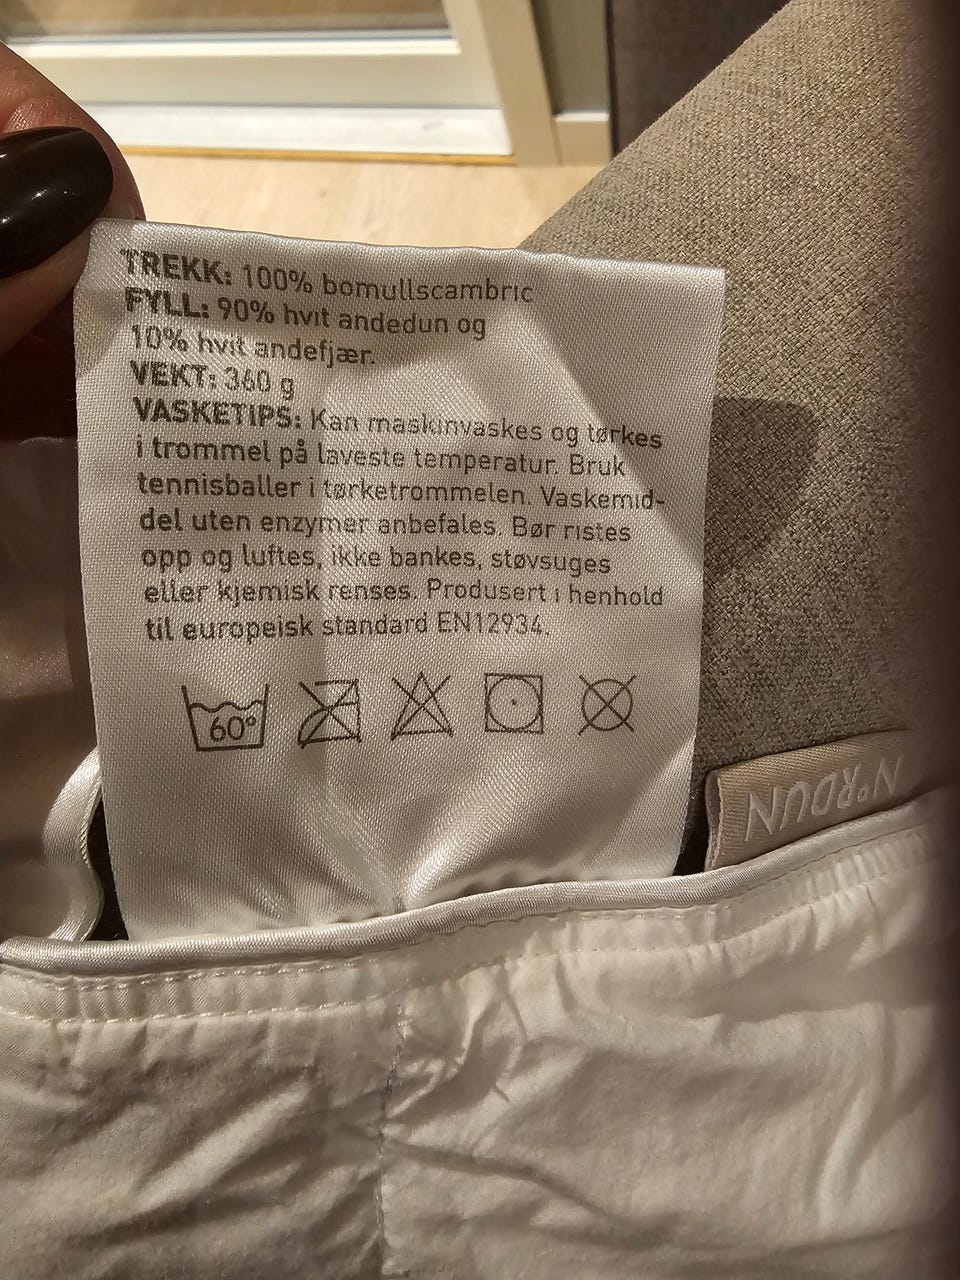 TREKK: 100% bomullscambric
FYLL: 90% hvit andedun og
10% hvit andefjær.
VEKT: 360 g
VASKETIPS: Kan maskinvaskes og tørkes
i trommel på laveste temperatur. Bruk
tennisballer i tørketrommelen. Vaskemid-
del uten enzymer anbefales. Bør ristes
opp og luftes, ikke bankes, støvsuges
eller kjemisk renses. Produsert i henhold
til europeisk standard EN12934.
60°
NORDUN